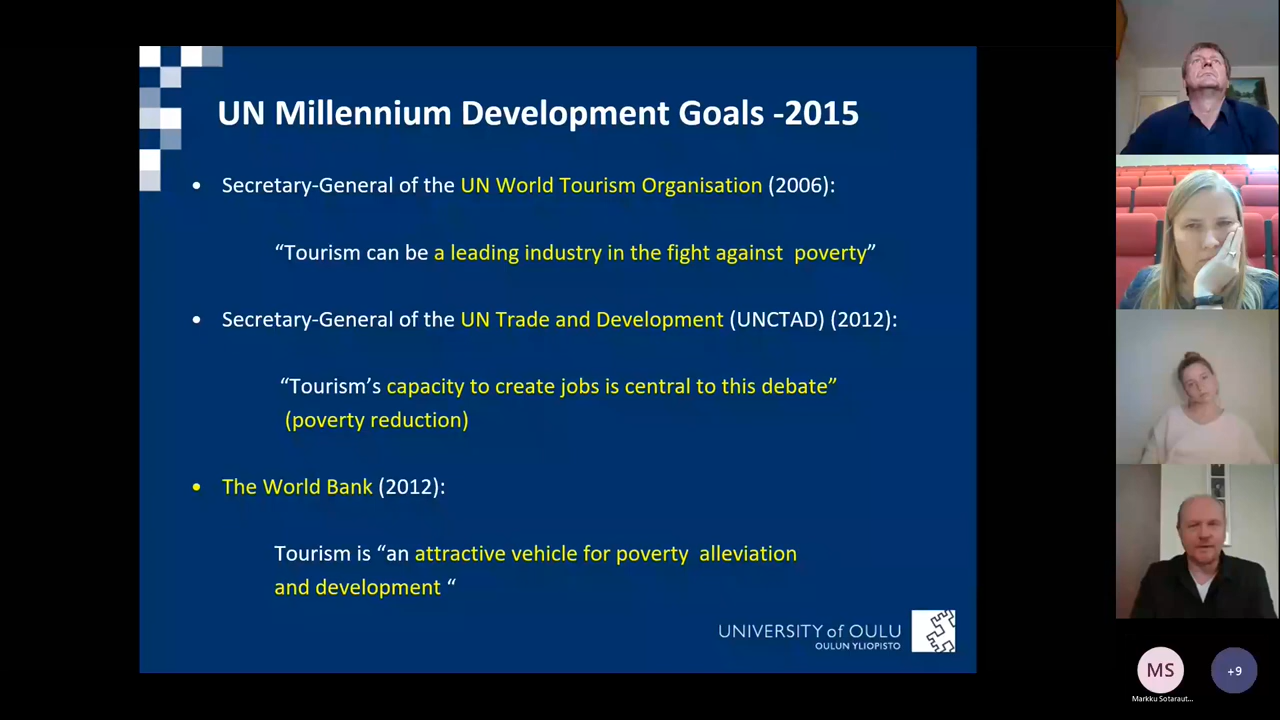 UN Millennium Development Goals -2015
• Secretary-General of the UN World Tourism Organisation (2006):
“Tourism can be a leading industry in the fight against poverty”
• Secretary-General of the UN Trade and Development (UNCTAD) (2012):
“Tourism’s capacity to create jobs is central to this debate”
(poverty reduction)
• The World Bank (2012):
Tourism is “an attractive vehicle for poverty alleviation
and development “
UNIVERSITY of OULU
OULUN YLIOPISTO
MS
+9
Markku Sotaraut...